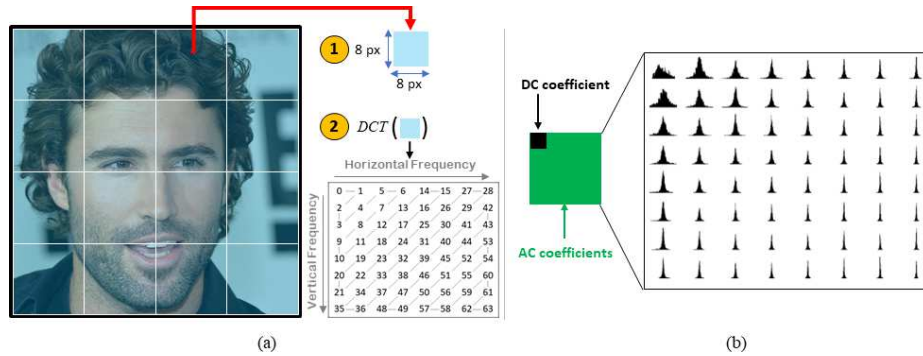 1
8 px
8 px
2
DCT ( )
Horizontal Frequency
Vertical Frequency
0 1 5 6 14 15 27 28
2 4 7 13 16 26 29 42
3 8 12 17 25 30 41 43
9 11 18 24 31 40 44 53
10 19 23 32 39 45 52 54
20 22 33 38 46 51 55 60
21 34 37 47 50 56 59 61
35 36 48 49 57 58 62 63
(a)
DC coefficient
AC coefficients
(b)